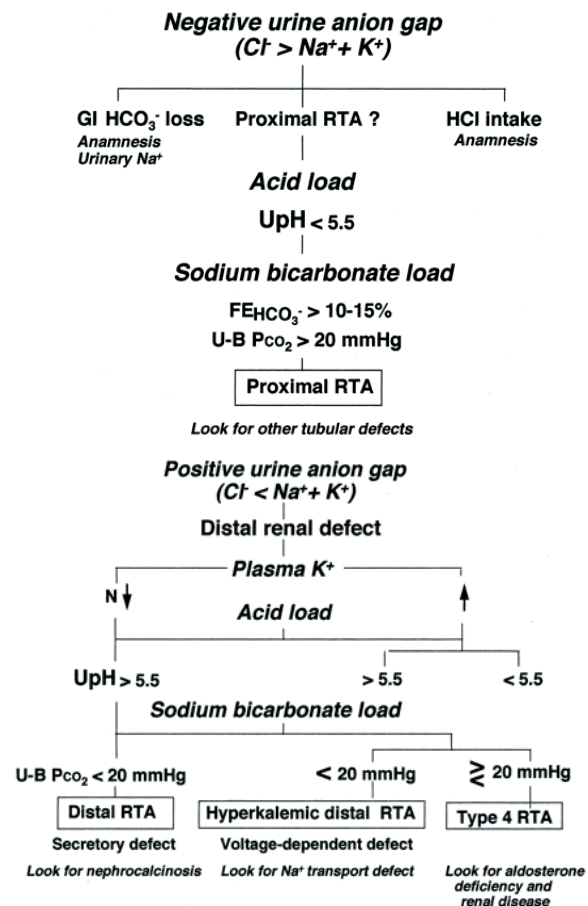 Negative urine anion gap
(Cl⁻ > Na⁺ + K⁺)
GI HCO₃⁻ loss
Anamnesis
Urinary Na⁺
Proximal RTA ?
HCl intake
Anamnesis
Acid load
UpH < 5.5
Sodium bicarbonate load
FE HCO₃⁻ > 10-15%
U-B Pco₂ > 20 mmHg
Proximal RTA
Look for other tubular defects
Positive urine anion gap
(Cl⁻ < Na⁺ + K⁺)
Distal renal defect
Plasma K⁺
N ↓
↑
Acid load
UpH > 5.5
> 5.5
< 5.5
Sodium bicarbonate load
U-B Pco₂ < 20 mmHg
< 20 mmHg
≷ 20 mmHg
Distal RTA
Hyperkalemic distal RTA
Type 4 RTA
Secretory defect
Voltage-dependent defect
Look for nephrocalcinosis
Look for Na⁺ transport defect
Look for aldosterone
deficiency and
renal disease